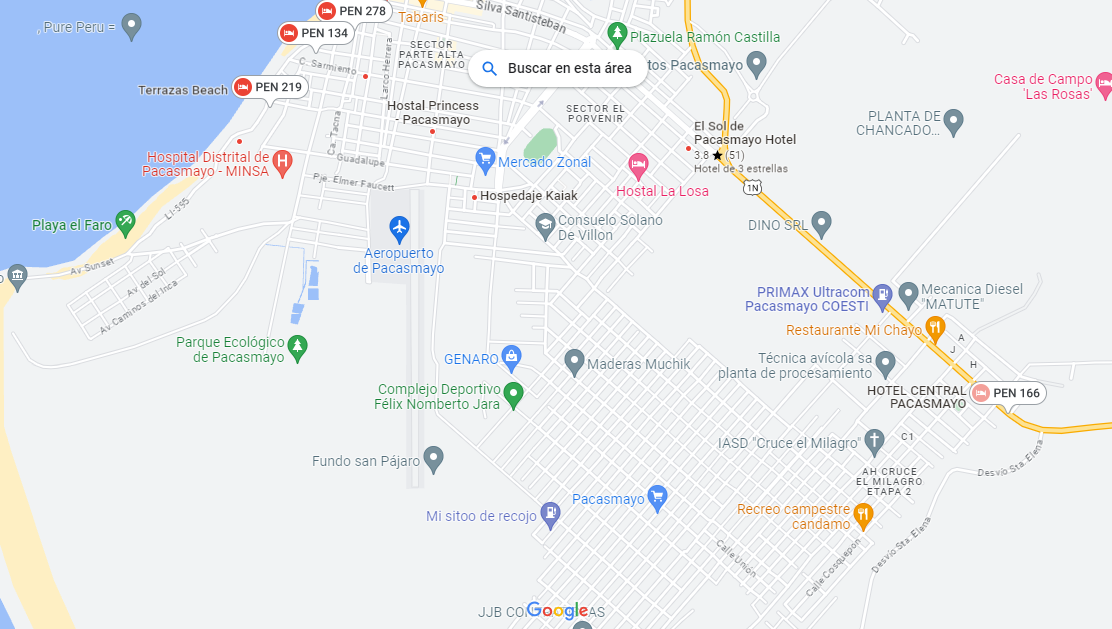 PEN 278
Tabaris
Silva Santisteban
, Pure Peru =
PEN 134
Plazuela Ramón Castilla
SECTOR
PARTE ALTA
PACASMAYO
Larco Herrera
C. Sarmiento
Buscar en esta área
tos Pacasmayo
Terrazas Beach
PEN 219
Casa de Campo
'Las Rosas'
Hostal Princess
- Pacasmayo
SECTOR EL
PORVENIR
PLANTA DE
CHANCADO...
Ca. Tacna
El Sol de
Pacasmayo Hotel
3.8 ★ (51)
Hotel de 3 estrellas
Hospital Distrital de
Pacasmayo - MINSA
H
Guadalupe
Mercado Zonal
Hostal La Losa
1N
Pje. Elmer Faucett
Hospedaje Kaiak
LI-595
Playa el Faro
Consuelo Solano
De Villon
DINO SRL
Aeropuerto
de Pacasmayo
Av Sunset
o
Av del Sol
Av Caminos del Inca
PRIMAX Ultracom
Pacasmayo COESTI
Mecanica Diesel
"MATUTE"
Restaurante Mi Chayo
A
J
H
Parque Ecológico
de Pacasmayo
GENARO
Maderas Muchik
Técnica avícola sa
planta de procesamiento
HOTEL CENTRAL
PACASMAYO
PEN 166
Complejo Deportivo
Félix Nomberto Jara
IASD "Cruce el Milagro"
C1
Fundo san Pájaro
AH CRUCE
EL MILAGRO
ETAPA 2
Desvío Sta. Elena
Pacasmayo
Mi sitoo de recojo
Recreo campestre
candamo
Desvío Sta. Elena
Calle Unión
Calle Cosquepon
JJB CO
Google
AS